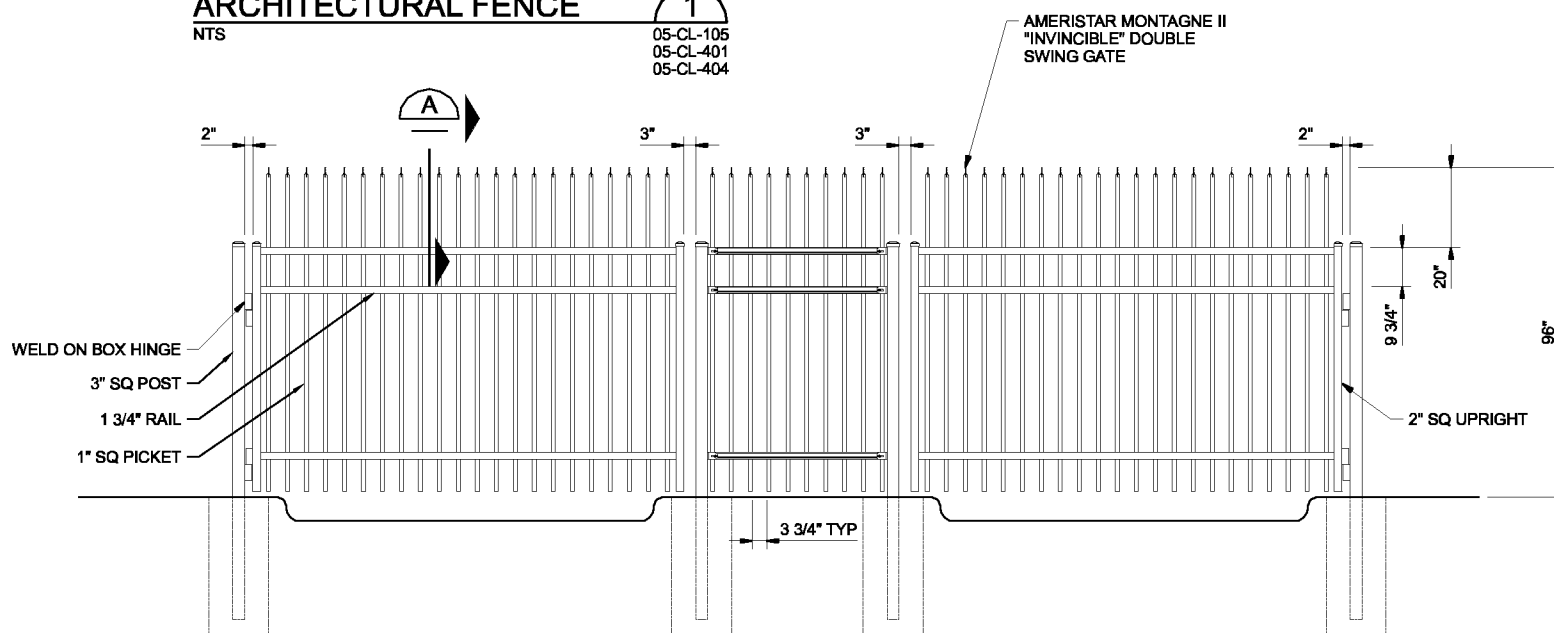 ARCHITECTURAL FENCE
1
NTS
05-CL-105
05-CL-401
05-CL-404
AMERISTAR MONTAGNE II
"INVINCIBLE" DOUBLE
SWING GATE
A
2"
3"
3"
2"
20"
9 3/4"
96"
WELD ON BOX HINGE
3" SQ POST
1 3/4" RAIL
1" SQ PICKET
2" SQ UPRIGHT
3 3/4" TYP